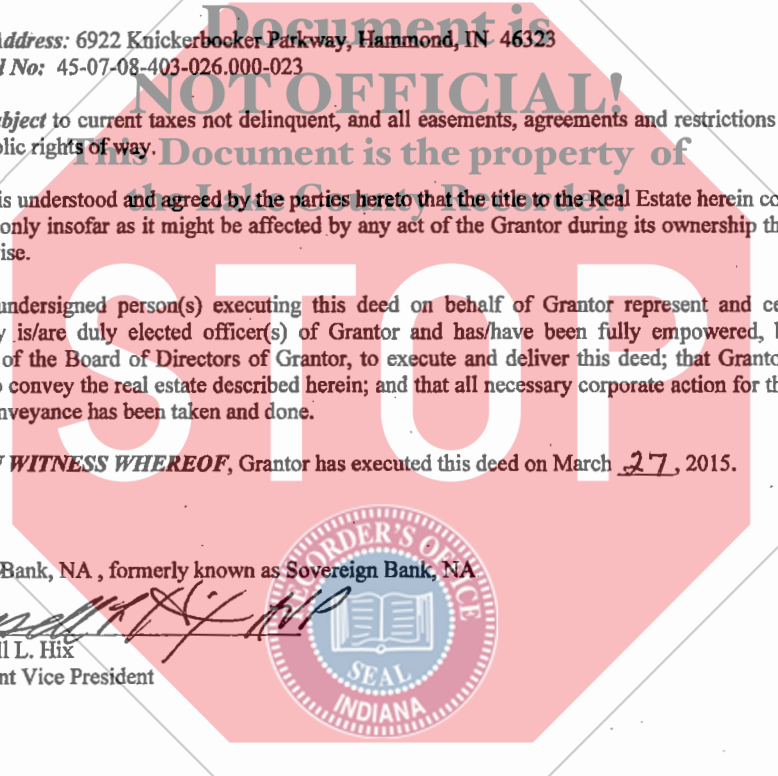 Document is
Address: 6922 Knickerbocker Parkway, Hammond, IN 46323
l No: 45-07-08-403-026.000-023
NOT OFFICIAL!
bject to current taxes not delinquent, and all easements, agreements and restrictions
lic rights of way.
This Document is the property of
is understood and agreed by the parties hereto that the title to the Real Estate herein co
the Lake County Recorder!
only insofar as it might be affected by any act of the Grantor during its ownership th
ise.
undersigned person(s) executing this deed on behalf of Grantor represent and ce
y is/are duly elected officer(s) of Grantor and has/have been fully empowered, b
of the Board of Directors of Grantor, to execute and deliver this deed; that Granto
o convey the real estate described herein; and that all necessary corporate action for th
nveyance has been taken and done.
STOP
WITNESS WHEREOF, Grantor has executed this deed on March 27, 2015.
Bank, NA , formerly known as Sovereign Bank, NA
RECORDER'S OFFICE
ll L. Hix
nt Vice President
SEAL
INDIANA